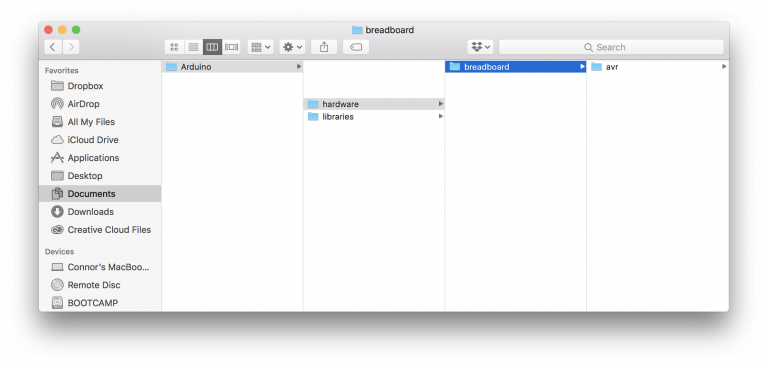 breadboard
Search
Favorites
Dropbox
AirDrop
All My Files
iCloud Drive
Applications
Desktop
Documents
Downloads
Creative Cloud Files
Devices
Connor's MacBoo...
Remote Disc
BOOTCAMP
Arduino
hardware
libraries
breadboard
avr